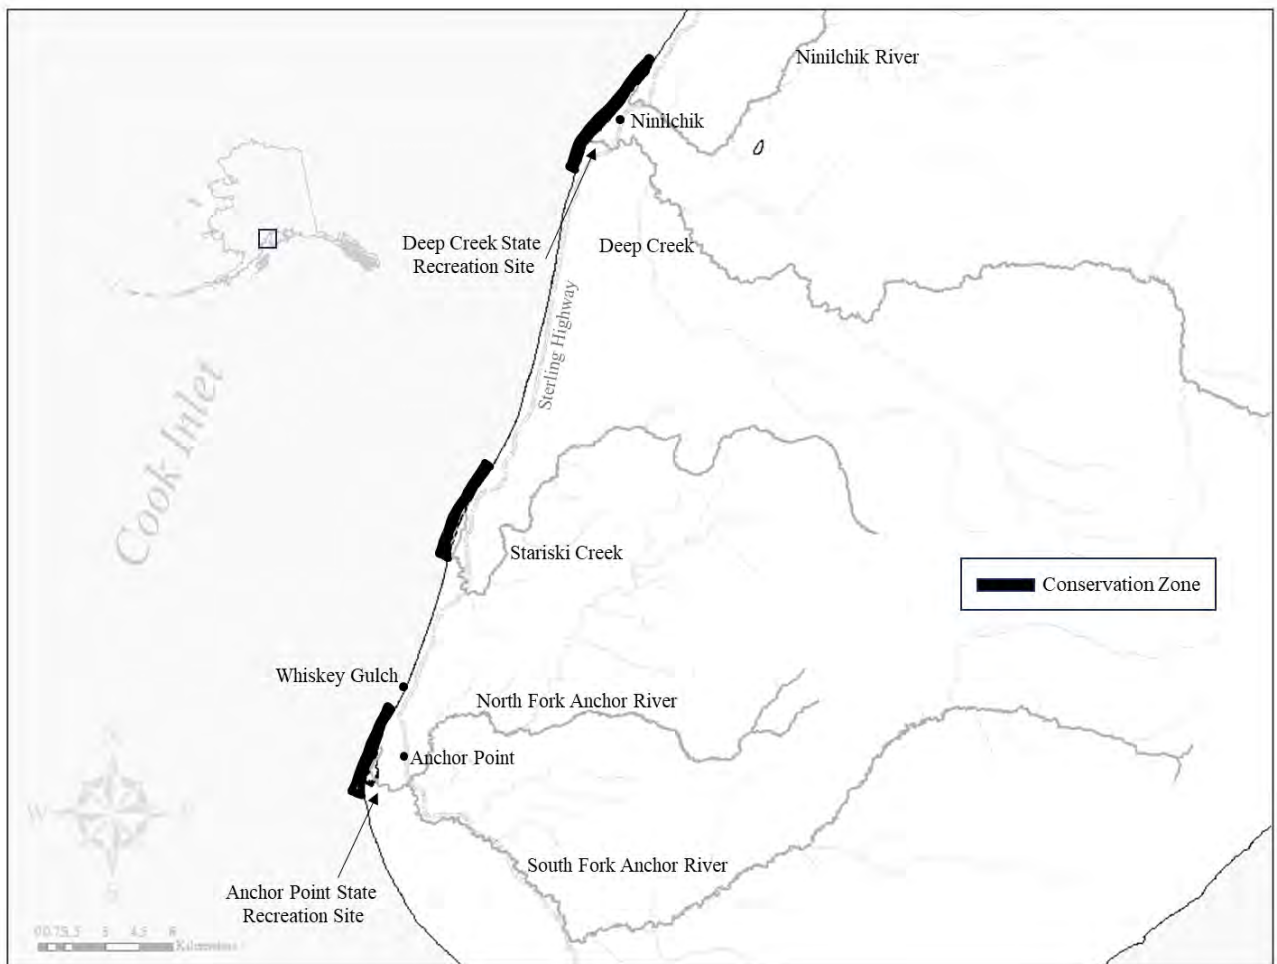 Ninilchik River
Ninilchik
Deep Creek State
Recreation Site
Deep Creek
Sterling Highway
Cook Inlet
Stariski Creek
Conservation Zone
Whiskey Gulch
North Fork Anchor River
Anchor Point
N
W
E
S
South Fork Anchor River
Anchor Point State
Recreation Site
Kilometers